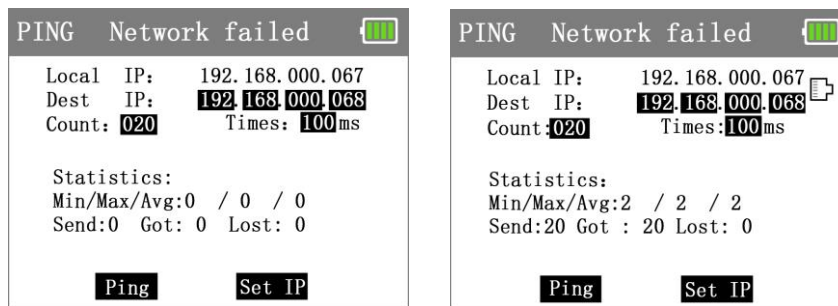 PING Network failed
Local IP: 192.168.000.067
Dest IP: 192.168.000.068
Count: 020 Times: 100 ms
Statistics:
Min/Max/Avg:0 / 0 / 0
Send:0 Got: 0 Lost: 0
Ping Set IP
PING Network failed
Local IP: 192.168.000.067
Dest IP: 192.168.000.068
Count:020 Times:100 ms
Statistics:
Min/Max/Avg:2 / 2 / 2
Send:20 Got : 20 Lost: 0
Ping Set IP